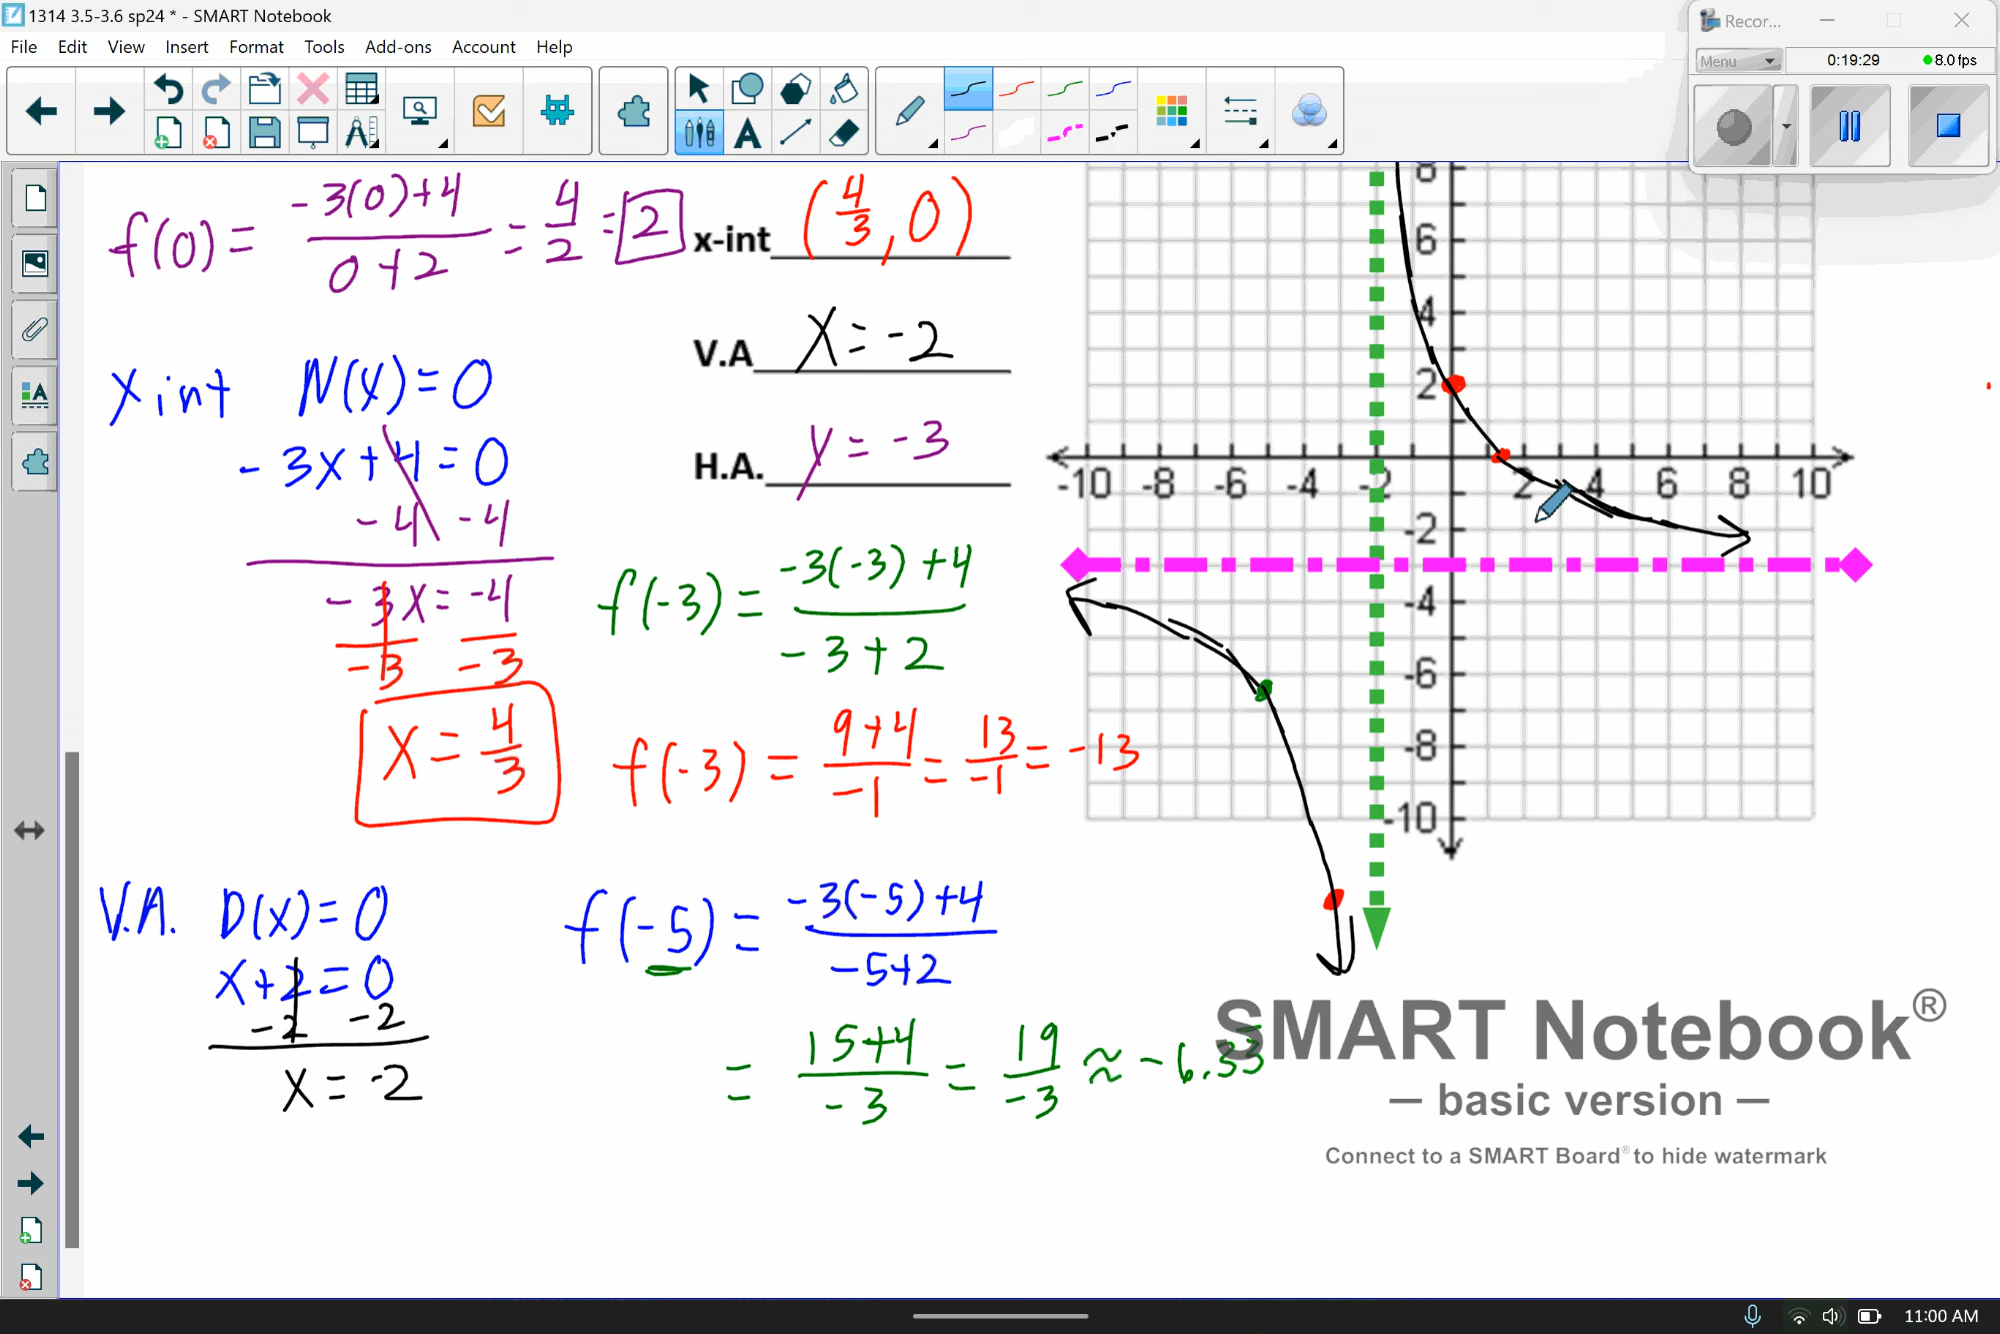 1314 3.5-3.6 sp24 * - SMART Notebook
File Edit View Insert Format Tools Add-ons Account Help
Recor...
Menu 0:19:29 8.0 fps
f(0) = -3(0)+4 / 0+2 = 4/2 = 2
x-int (4/3, 0)
V.A X = -2
H.A. y = -3
X int N(x) = 0
-3x+4 = 0
-4 -4
-3x = -4
-3 -3
X = 4/3
f(-3) = -3(-3)+4 / -3+2
f(-3) = 9+4 / -1 = 13/-1 = -13
V.A. D(x) = 0
x+2 = 0
-2 -2
X = -2
f(-5) = -3(-5)+4 / -5+2
= 15+4 / -3 = 19/-3 ≈ -6.33
8
6
4
2
-10 -8 -6 -4 -2 2 4 6 8 10
-2
-4
-6
-8
-10
SMART Notebook®
— basic version —
Connect to a SMART Board® to hide watermark
11:00 AM